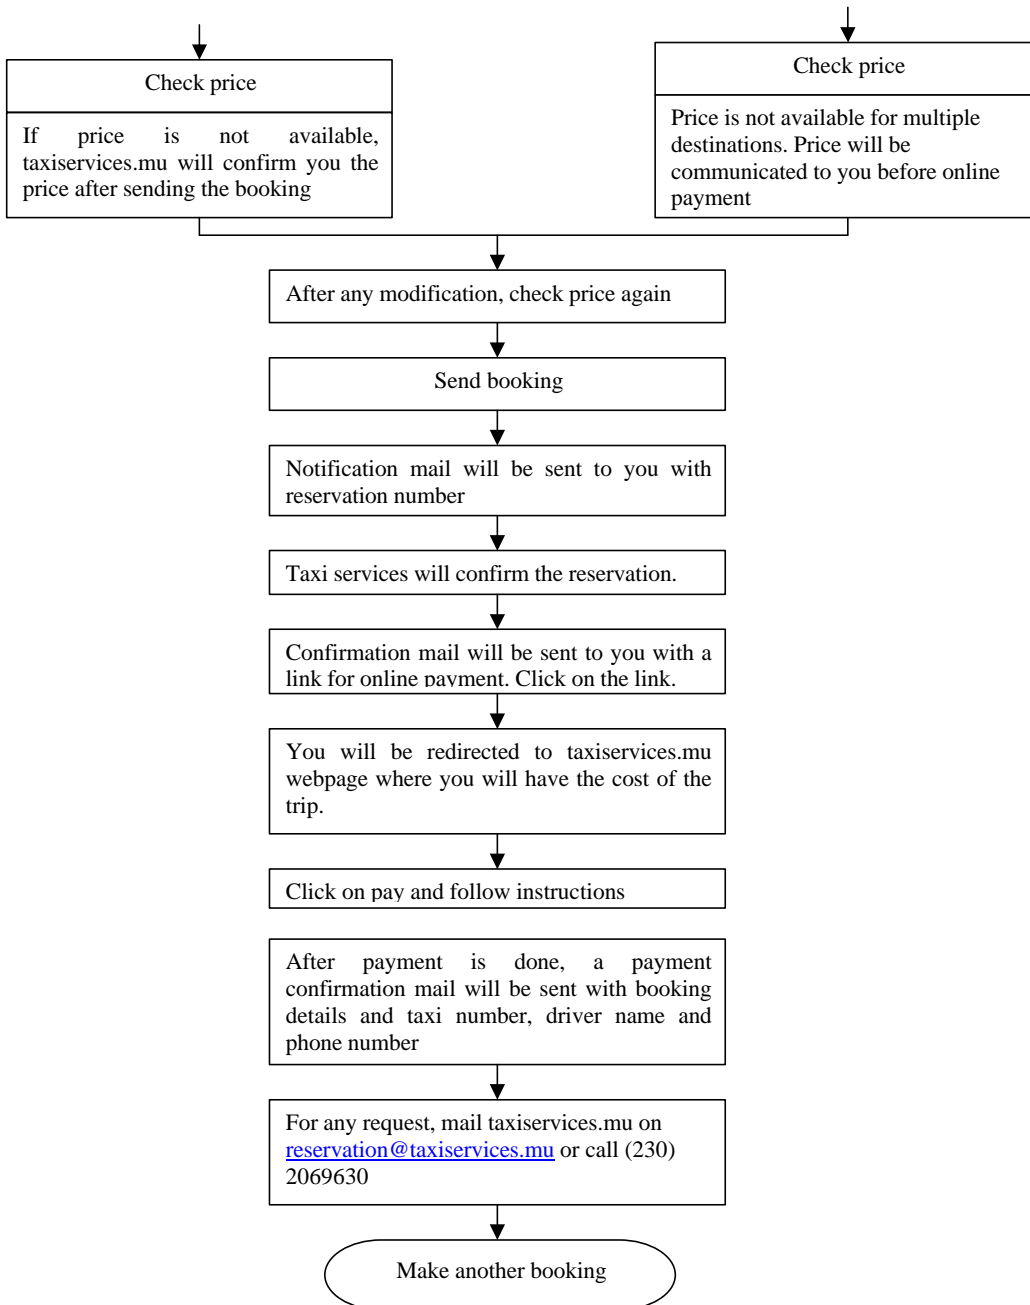 Check price
If price is not available,
taxiservices.mu will confirm you the
price after sending the booking
Check price
Price is not available for multiple
destinations. Price will be
communicated to you before online
payment
After any modification, check price again
Send booking
Notification mail will be sent to you with
reservation number
Taxi services will confirm the reservation.
Confirmation mail will be sent to you with a
link for online payment. Click on the link.
You will be redirected to taxiservices.mu
webpage where you will have the cost of the
trip.
Click on pay and follow instructions
After payment is done, a payment
confirmation mail will be sent with booking
details and taxi number, driver name and
phone number
For any request, mail taxiservices.mu on
reservation@taxiservices.mu or call (230)
2069630
Make another booking